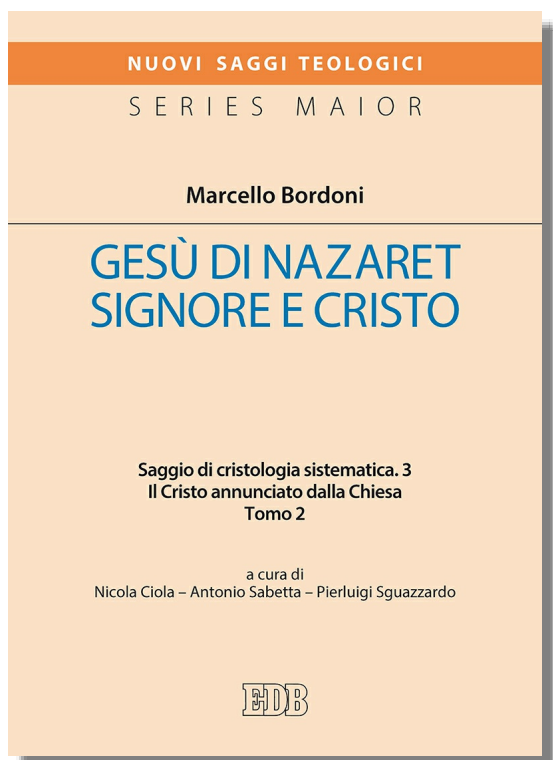 NUOVI SAGGI TEOLOGICI
SERIES MAIOR
Marcello Bordoni
GESÙ DI NAZARET
SIGNORE E CRISTO
Saggio di cristologia sistematica. 3
Il Cristo annunciato dalla Chiesa
Tomo 2
a cura di
Nicola Ciola – Antonio Sabetta – Pierluigi Sguazzardo
EDB